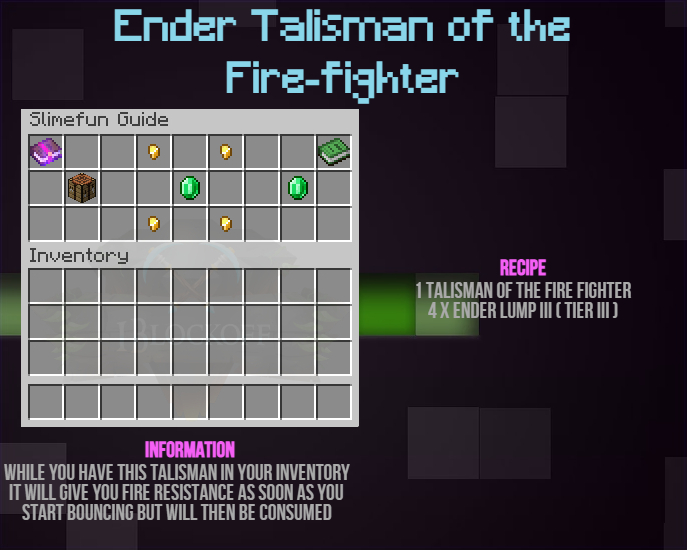 Ender Talisman of the
Fire-fighter
Slimefun Guide
Inventory
RECIPE
1 TALISMAN OF THE FIRE FIGHTER
4 X ENDER LUMP III ( TIER III )
INFORMATION
WHILE YOU HAVE THIS TALISMAN IN YOUR INVENTORY
IT WILL GIVE YOU FIRE RESISTANCE AS SOON AS YOU
START BOUNCING BUT WILL THEN BE CONSUMED